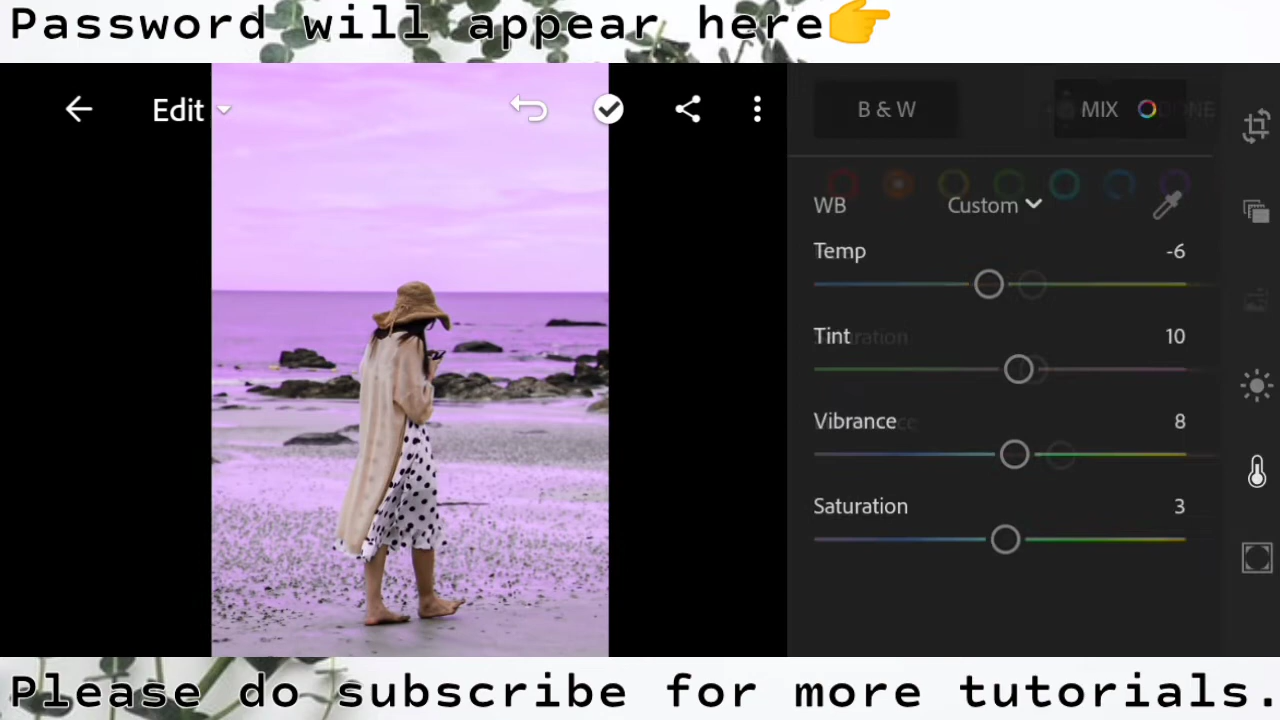 Password will appear here👉
Edit
B & W
MIX
DONE
WB
Custom
Temp
-6
Tint
10
Vibrance
8
Saturation
3
Please do subscribe for more tutorials.